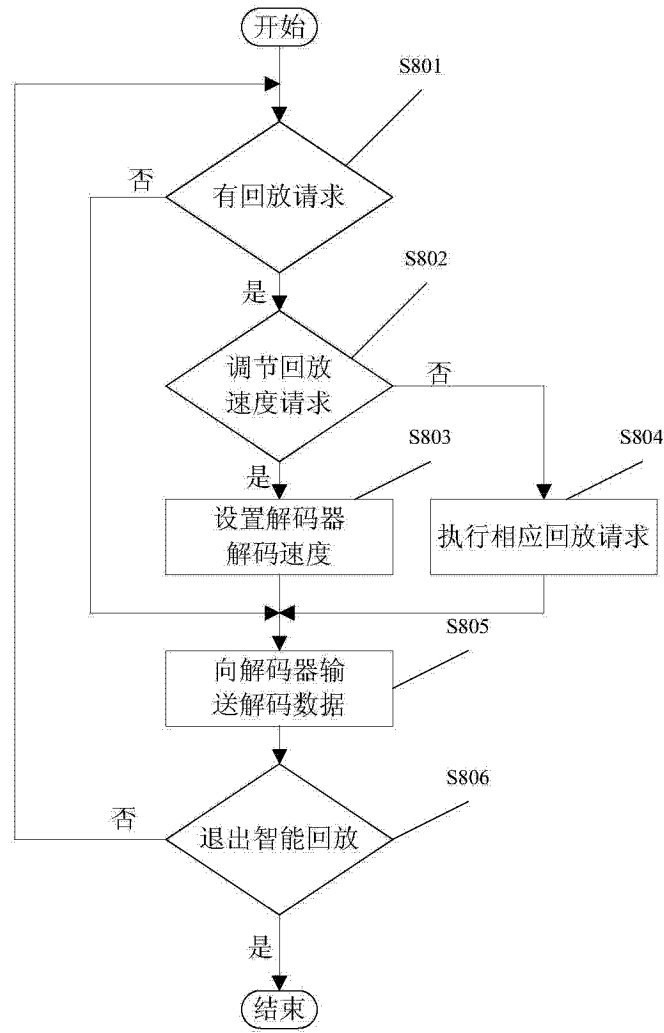 开始
S801
否
有回放请求
S802
是
调节回放
速度请求
否
S803
S804
是
设置解码器
解码速度
执行相应回放请求
S805
向解码器输
送解码数据
S806
否
退出智能回放
是
结束